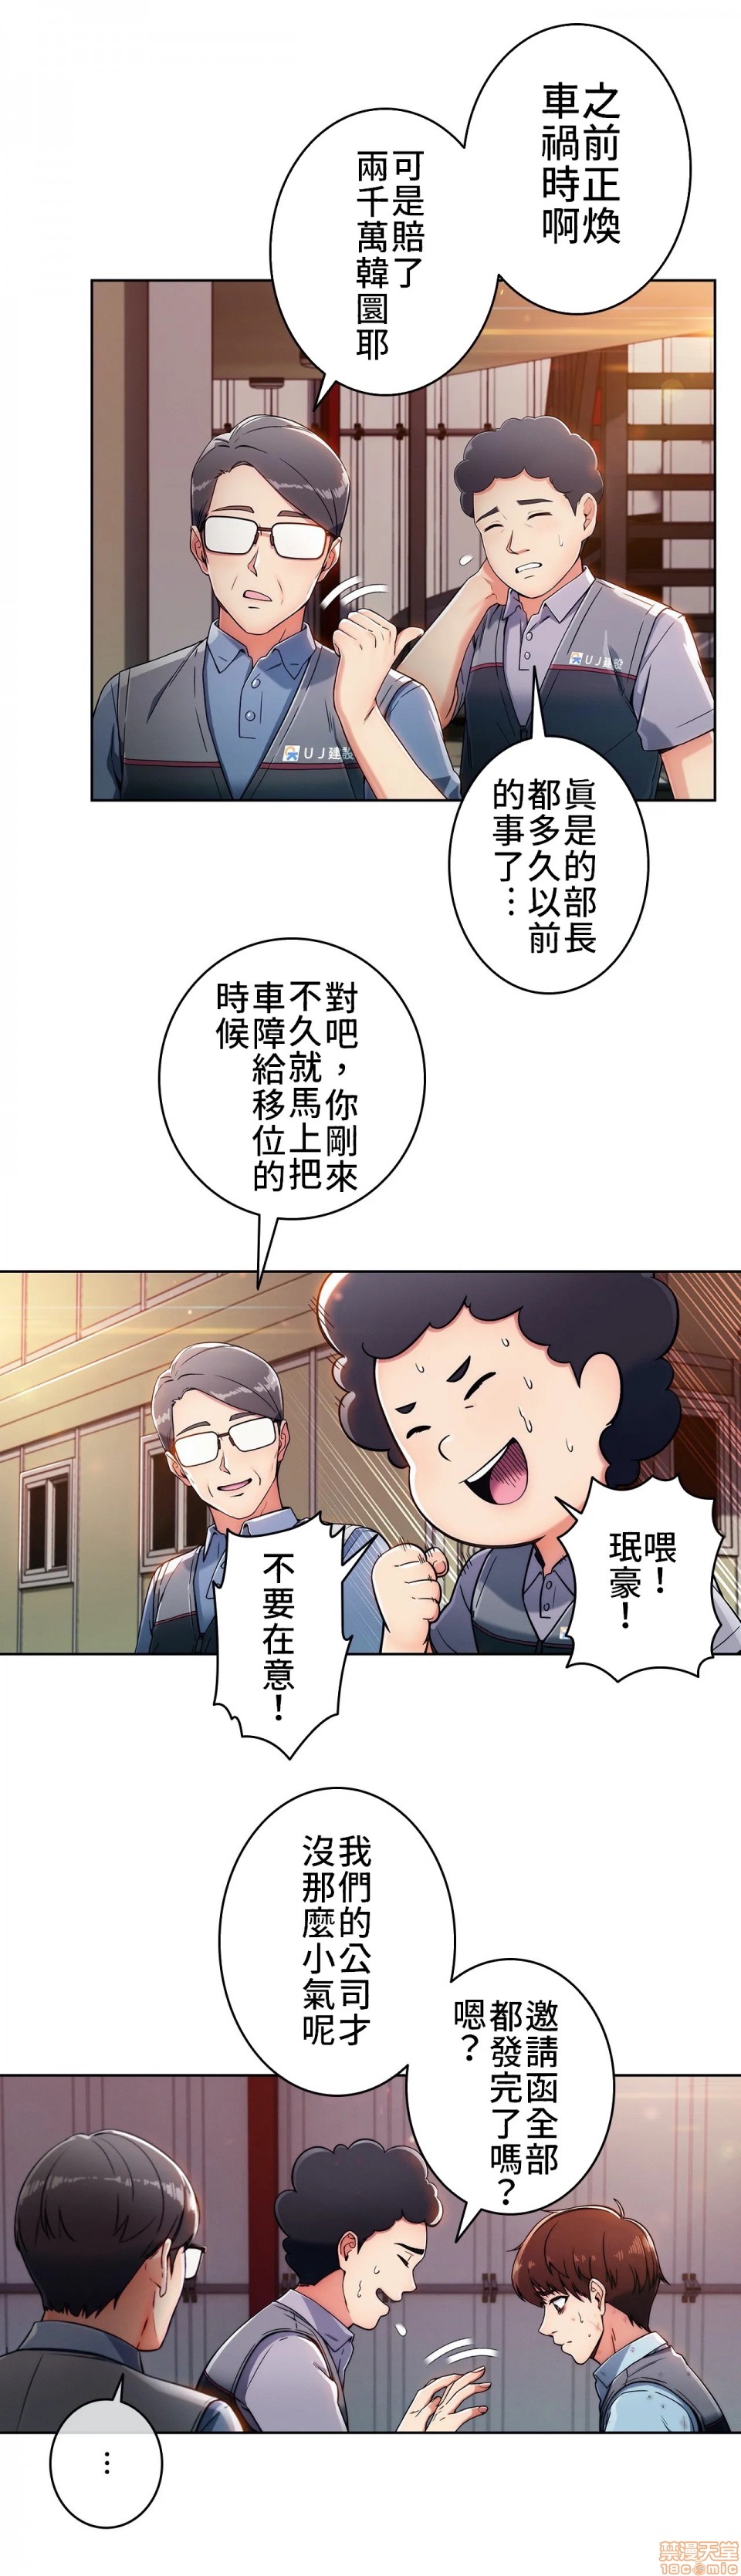 之前正煥
車禍時啊
可是賠了
兩千萬韓圜耶
UJ建設
UJ建設
眞是的部長
都多久以前
的事了…
對吧，你剛來
不久就馬上把
車障給移位的
時候
喂！
珉豪！
不要在意！
我們的公司才
沒那麼小氣呢
邀請函全部
都發完了嗎？
嗯？
…
禁漫天堂
18comic